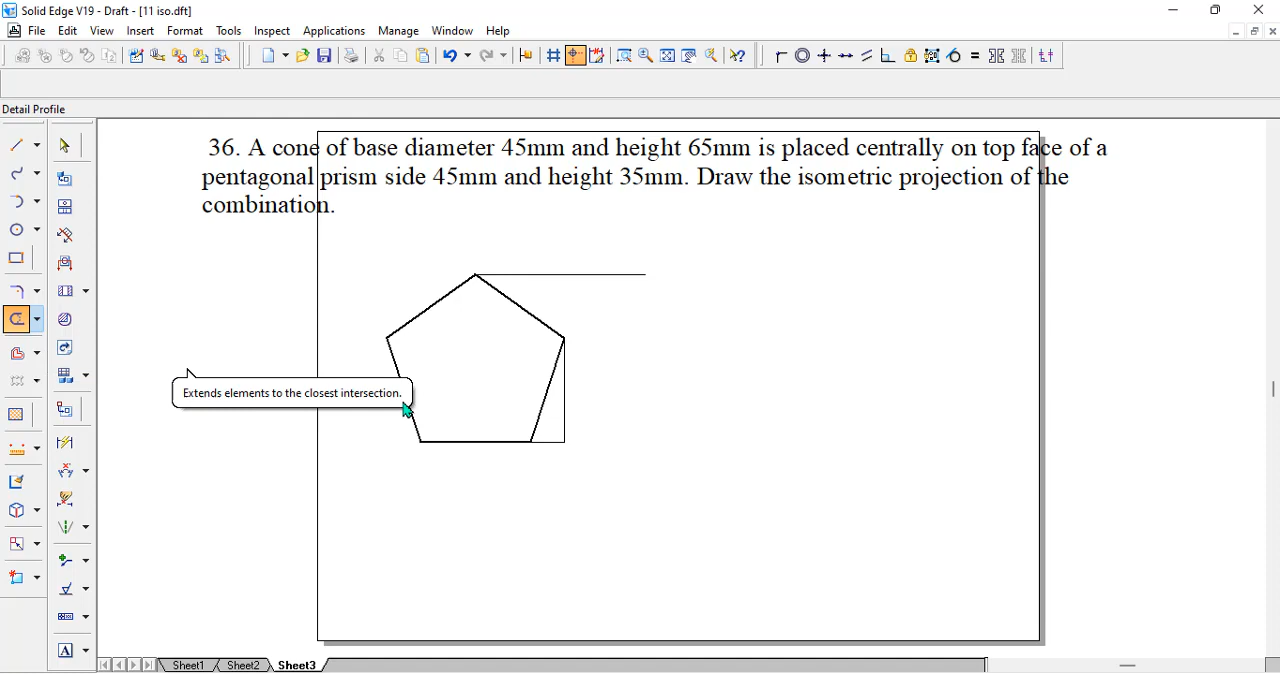 Solid Edge V19 - Draft - [11 iso.dft]
File Edit View Insert Format Tools Inspect Applications Manage Window Help
Detail Profile
36. A cone of base diameter 45mm and height 65mm is placed centrally on top face of a
pentagonal prism side 45mm and height 35mm. Draw the isometric projection of the
combination.
Extends elements to the closest intersection.
A
Sheet1 Sheet2 Sheet3